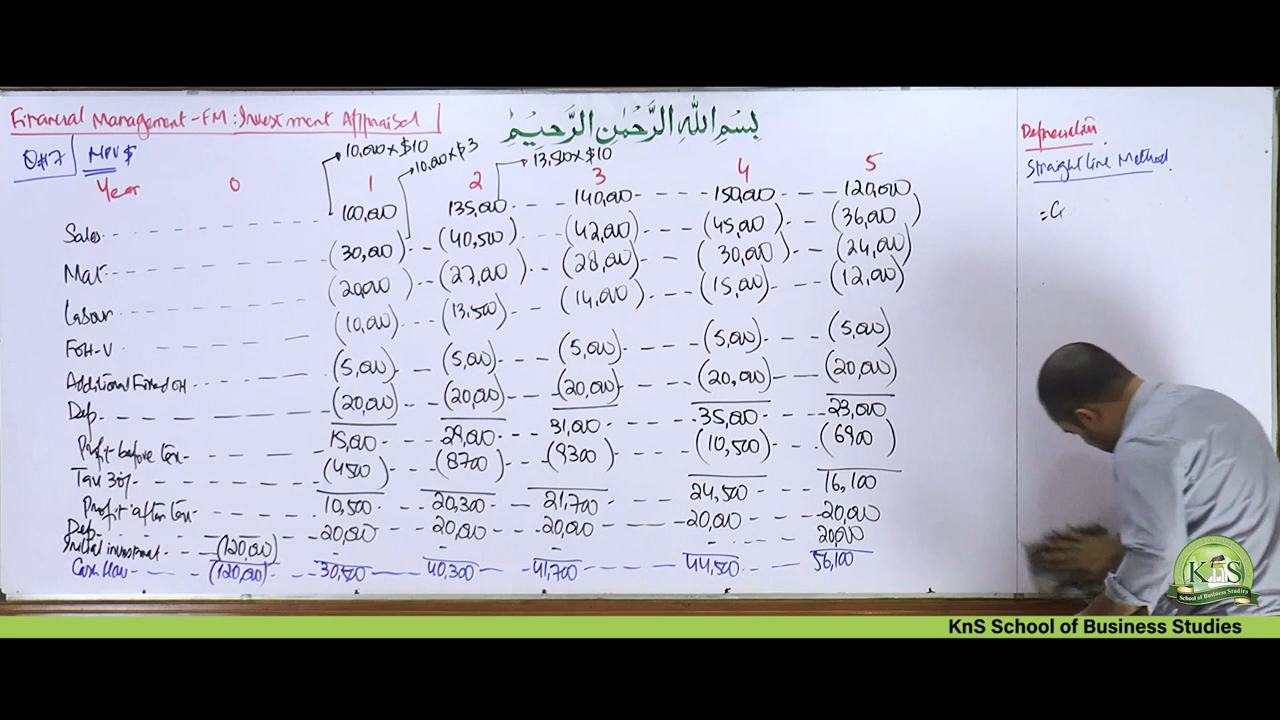 Financial Management - FM : Investment Appraisal
بسم الله الرحمن الرحيم
Q#17 NPV $
10,000 x $10
10,000 x $3
13,500 x $10
Year 0 1 2 3 4 5
Sales 100,000 135,000 140,000 150,000 120,000
Mat (30,000) (40,500) (42,000) (45,000) (36,000)
Labour (20,000) (27,000) (28,000) (30,000) (24,000)
FOH-V (10,000) (13,500) (14,000) (15,000) (12,000)
Additional Fixed OH (5,000) (5,000) (5,000) (5,000) (5,000)
Dep (20,000) (20,000) (20,000) (20,000) (20,000)
Profit before tax 15,000 29,000 31,000 35,000 23,000
Tax 30% (4500) (8700) (9300) (10,500) (6900)
Profit after tax 10,500 20,300 21,700 24,500 16,100
Dep 20,000 20,000 20,000 20,000 20,000
Initial investment (120,000) - - - - 20,000
Cash flow (120,000) 30,500 40,300 41,700 44,500 56,100
Depreciation
Straight Line Method
KnS
School of Business Studies
KnS School of Business Studies